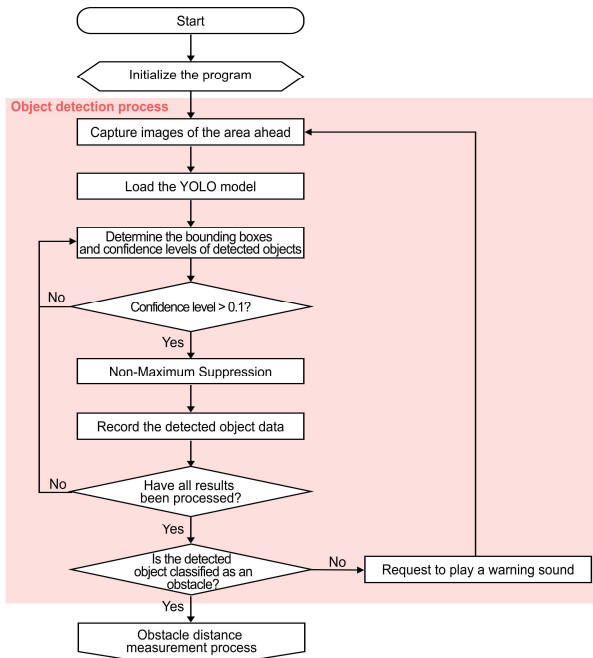 Start
Initialize the program
Object detection process
Capture images of the area ahead
Load the YOLO model
Determine the bounding boxes
and confidence levels of detected objects
No
Confidence level > 0.1?
Yes
Non-Maximum Suppression
Record the detected object data
No
Have all results
been processed?
Yes
Is the detected
object classified as an
obstacle?
No
Request to play a warning sound
Yes
Obstacle distance
measurement process